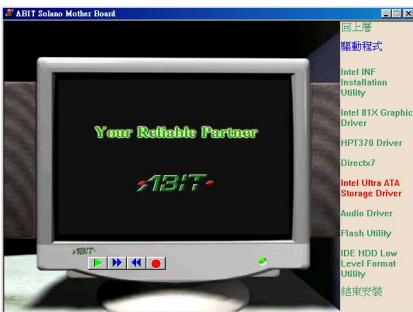 ABIT Solano Mother Board
回上層
驅動程式
Intel INF
Installation
Utility
Intel 81X Graphic
Driver
HPT370 Driver
Directx7
Intel Ultra ATA
Storage Driver
Audio Driver
Flash Utility
IDE HDD Low
Level Format
Utility
結束安裝
Your Reliable Partner
ABIT
ABIT